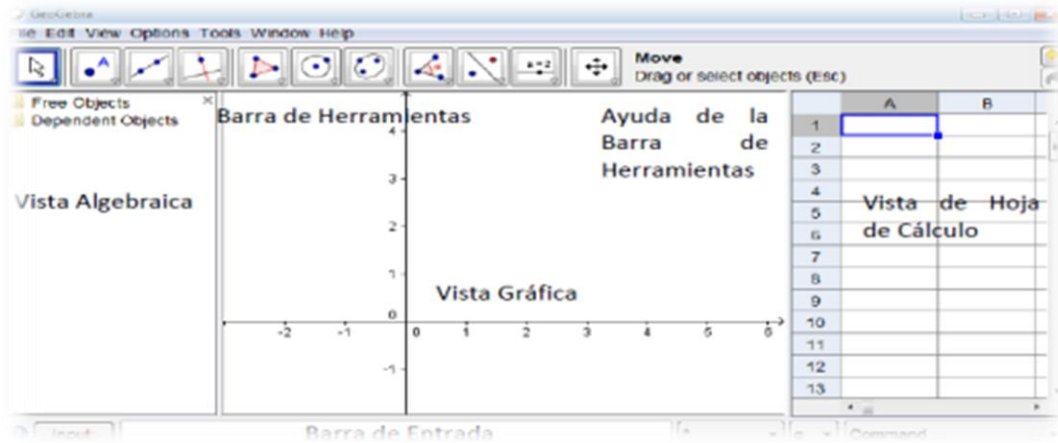 GeoGebra
File Edit View Options Tools Window Help
Move
Drag or select objects (Esc)
Free Objects
Dependent Objects
Barra de Herramientas
Ayuda de la
Barra de
Herramientas
Vista Algebraica
Vista Gráfica
4
3
2
1
0
-1
-2 -1 0 1 2 3 4 5 6
A B
1
2
3
4
5
6
7
8
9
10
11
12
13
Vista de Hoja
de Cálculo
Input:
Barra de Entrada
Command